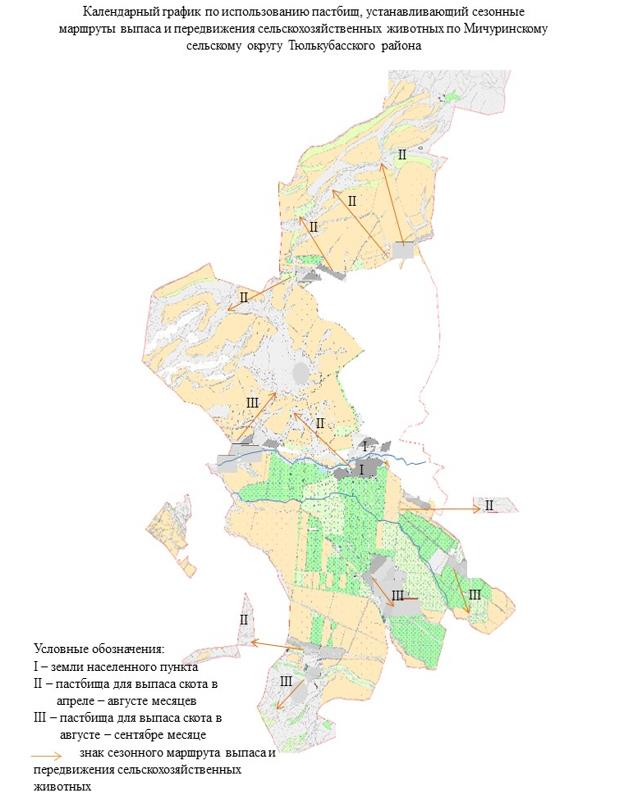 Календарный график по использованию пастбищ, устанавливающий сезонные
маршруты выпаса и передвижения сельскохозяйственных животных по Мичуринскому
сельскому округу Тюлькубасского района
II
II
II
II
III
II
I
I
II
III
III
II
III
Условные обозначения:
I – земли населенного пункта
II – пастбища для выпаса скота в
апреле – августе месяцев
III – пастбища для выпаса скота в
августе – сентябре месяце
знак сезонного маршрута выпаса и
передвижения сельскохозяйственных
животных